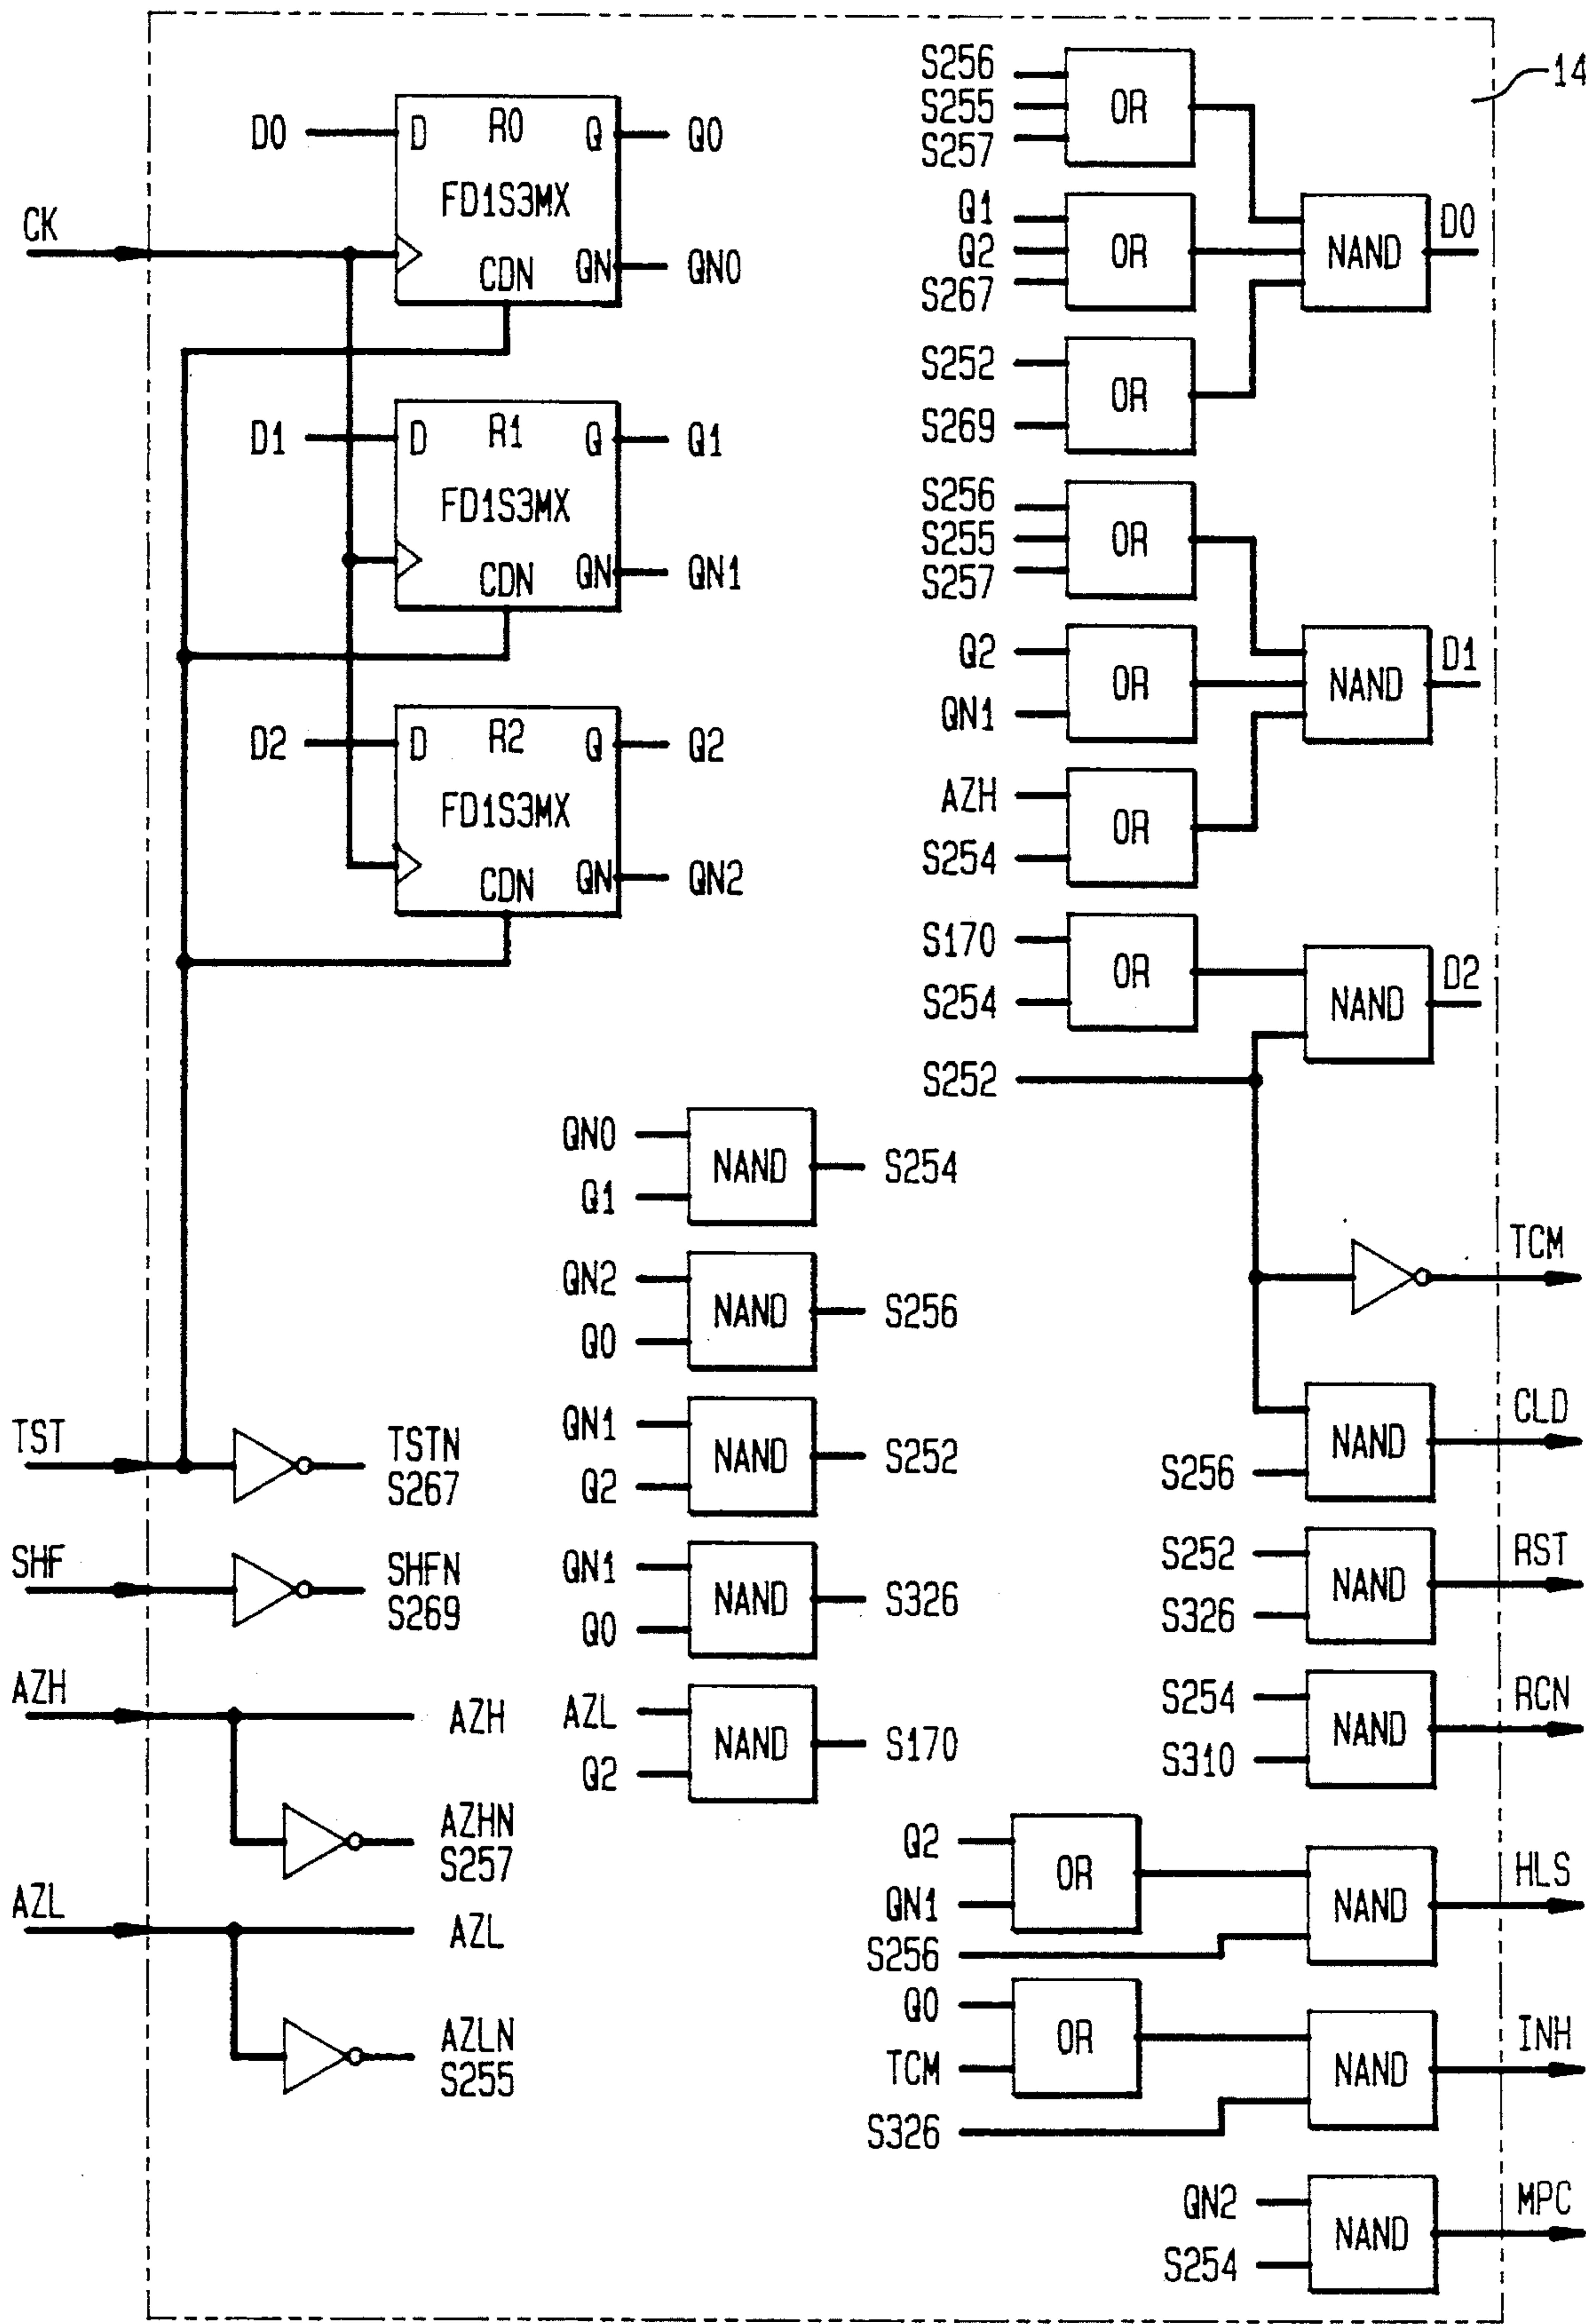 14
CK
D0
D
R0
Q
Q0
FD1S3MX
CDN
QN
QN0
D1
D
R1
Q
Q1
FD1S3MX
CDN
QN
QN1
D2
D
R2
Q
Q2
FD1S3MX
CDN
QN
QN2
S256
S255
S257
OR
Q1
Q2
S267
OR
NAND
D0
S252
S269
OR
S256
S255
S257
OR
Q2
QN1
OR
NAND
D1
AZH
S254
OR
S170
S254
OR
NAND
D2
S252
QN0
Q1
NAND
S254
QN2
Q0
NAND
S256
QN1
Q2
NAND
S252
QN1
Q0
NAND
S326
AZL
Q2
NAND
S170
TST
TSTN
S267
SHF
SHFN
S269
AZH
AZH
AZHN
S257
AZL
AZL
AZLN
S255
TCM
S256
NAND
CLD
S252
S326
NAND
RST
S254
S310
NAND
RCN
Q2
QN1
OR
S256
NAND
HLS
Q0
TCM
OR
S326
NAND
INH
QN2
S254
NAND
MPC